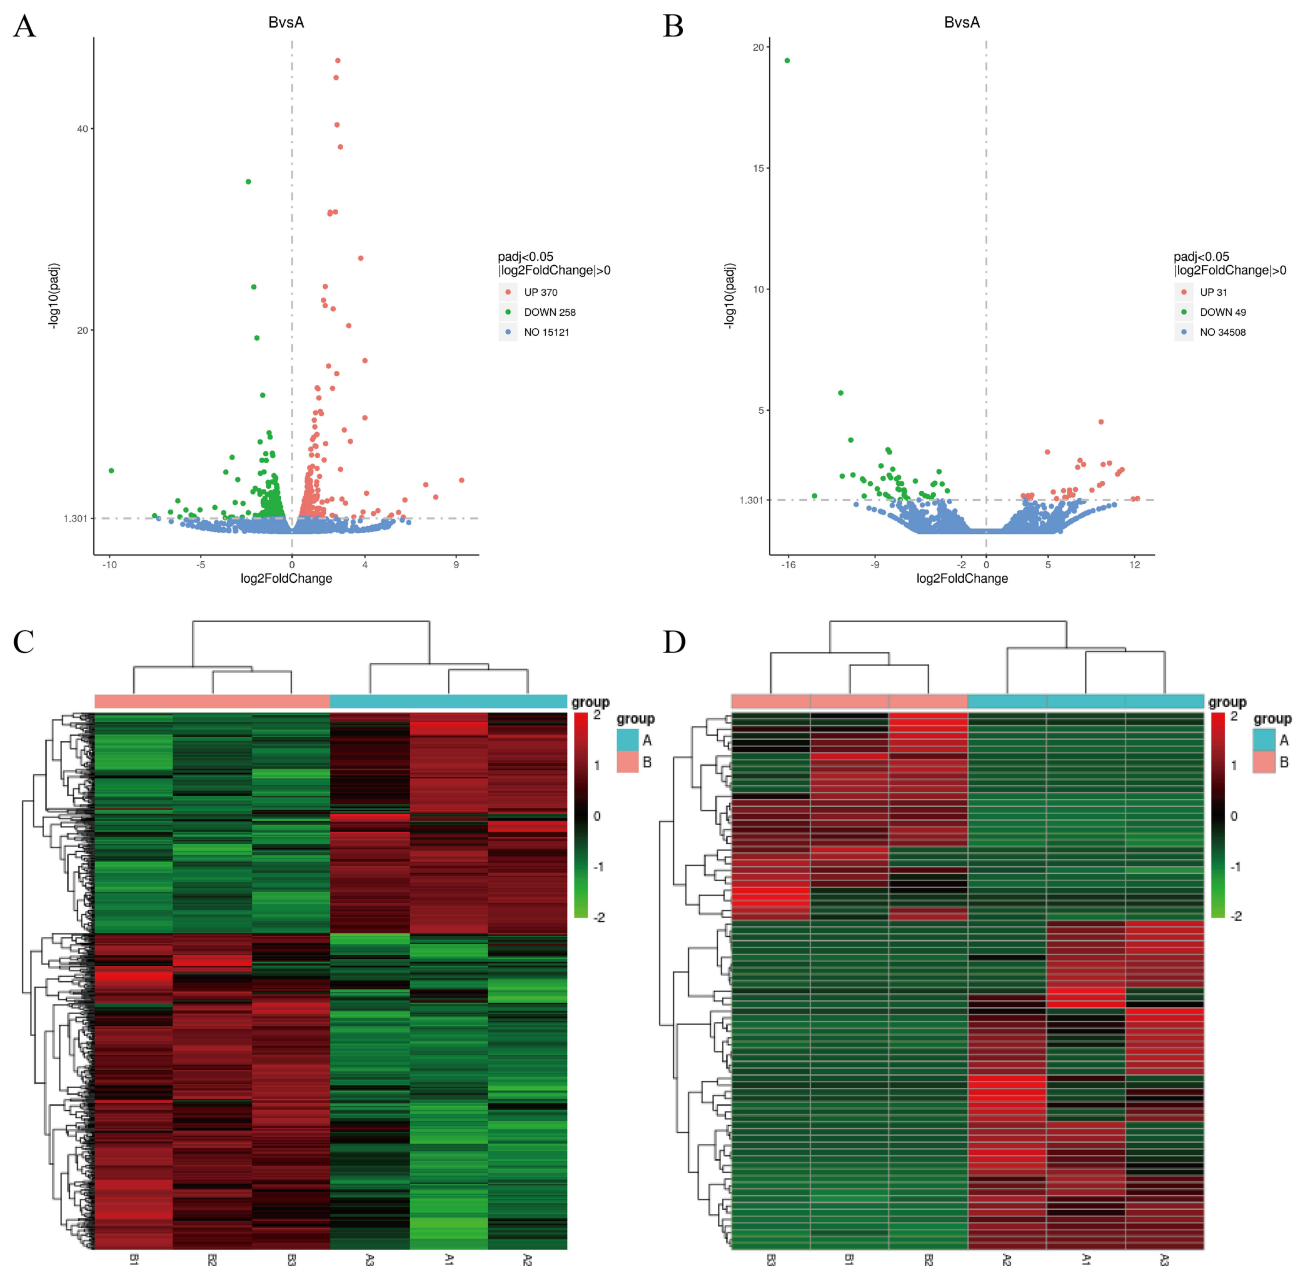 A
BvsA
40
20
1.301
-10
-5
0
4
9
-log10(padj)
log2FoldChange
padj<0.05
|log2FoldChange|>0
UP 370
DOWN 258
NO 15121
B
BvsA
20
15
10
5
1.301
-16
-9
-2
0
5
12
-log10(padj)
log2FoldChange
padj<0.05
|log2FoldChange|>0
UP 31
DOWN 49
NO 34508
C
group
2
1
0
-1
-2
group
A
B
B1
B2
B3
A3
A1
A2
D
group
2
1
0
-1
-2
group
A
B
B3
B1
B2
A2
A1
A3